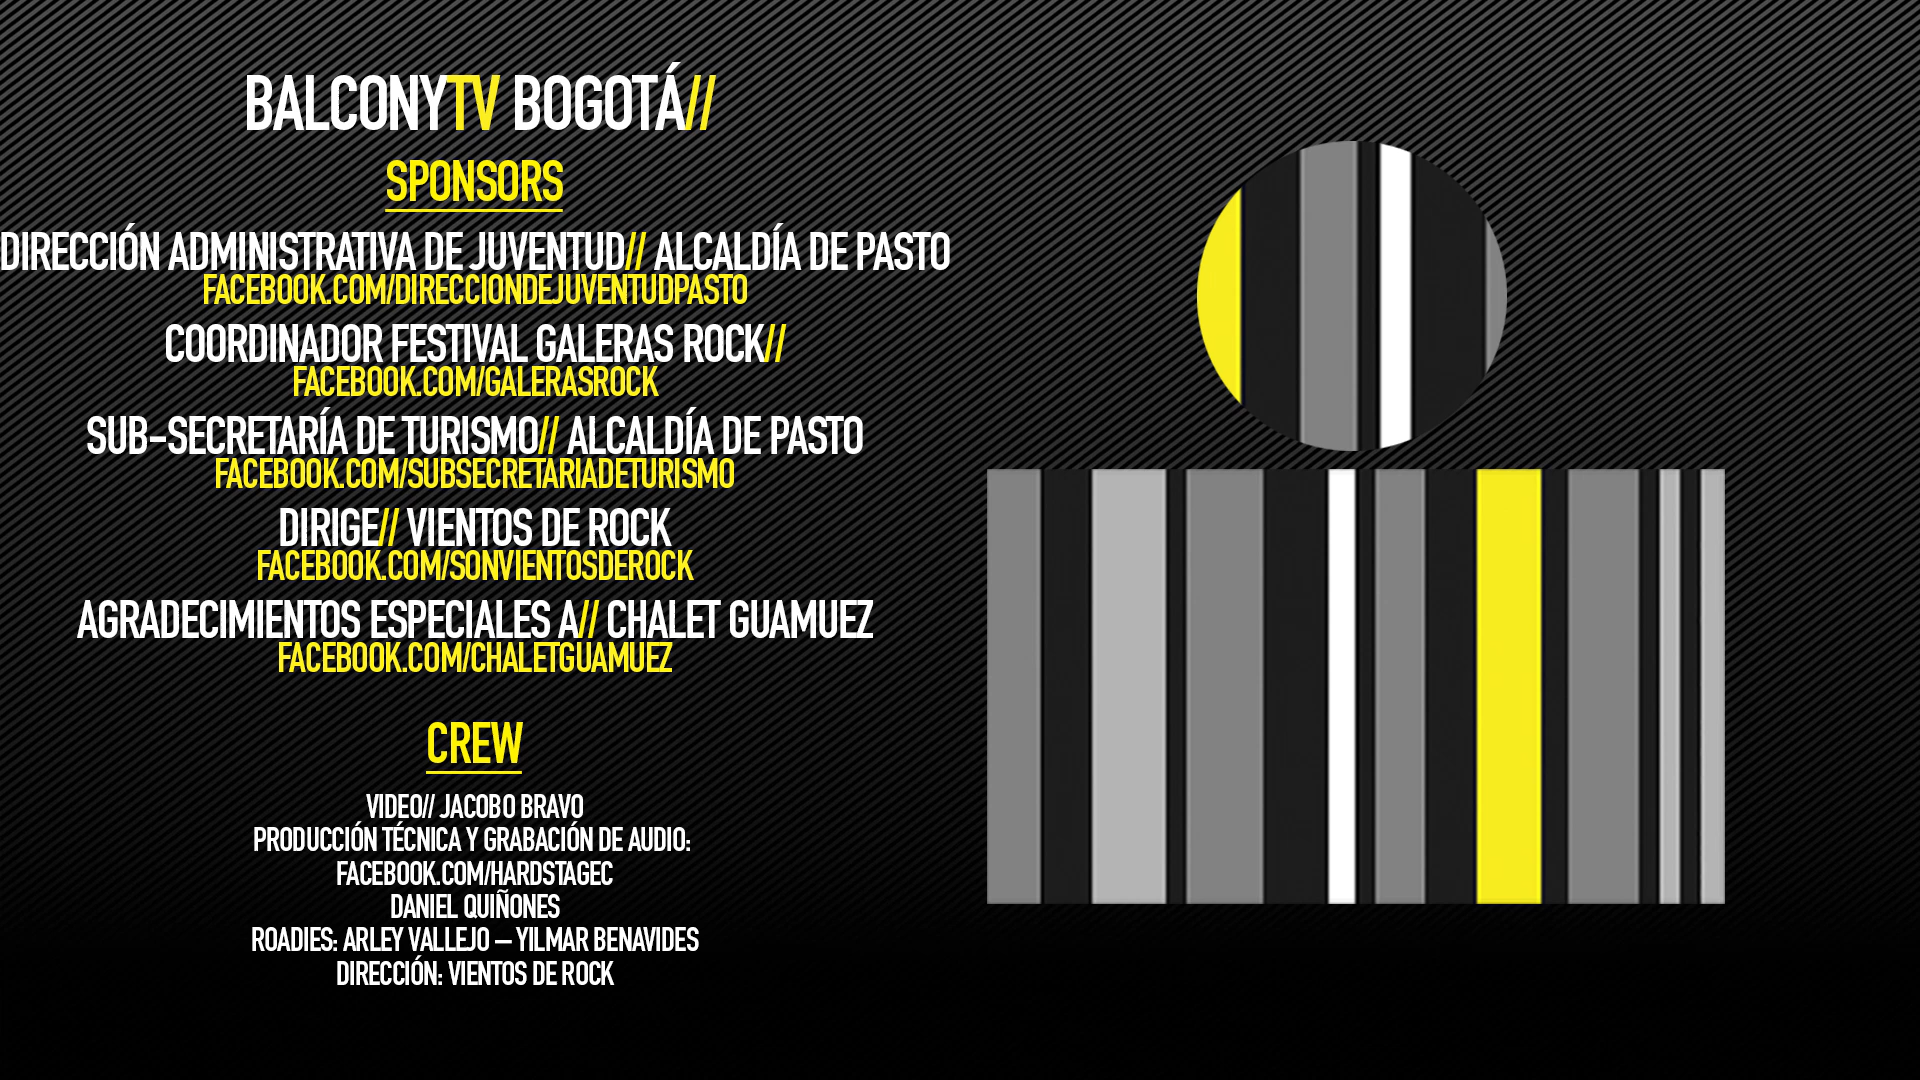 BALCONYTV BOGOTÁ//
SPONSORS
DIRECCIÓN ADMINISTRATIVA DE JUVENTUD// ALCALDÍA DE PASTO
FACEBOOK.COM/DIRECCIONDEJUVENTUDPASTO
COORDINADOR FESTIVAL GALERAS ROCK//
FACEBOOK.COM/GALERASROCK
SUB-SECRETARÍA DE TURISMO// ALCALDÍA DE PASTO
FACEBOOK.COM/SUBSECRETARIADETURISMO
DIRIGE// VIENTOS DE ROCK
FACEBOOK.COM/SONVIENTOSDEROCK
AGRADECIMIENTOS ESPECIALES A// CHALET GUAMUEZ
FACEBOOK.COM/CHALETGUAMUEZ
CREW
VIDEO// JACOBO BRAVO
PRODUCCIÓN TÉCNICA Y GRABACIÓN DE AUDIO:
FACEBOOK.COM/HARDSTAGEC
DANIEL QUIÑONES
ROADIES: ARLEY VALLEJO – YILMAR BENAVIDES
DIRECCIÓN: VIENTOS DE ROCK